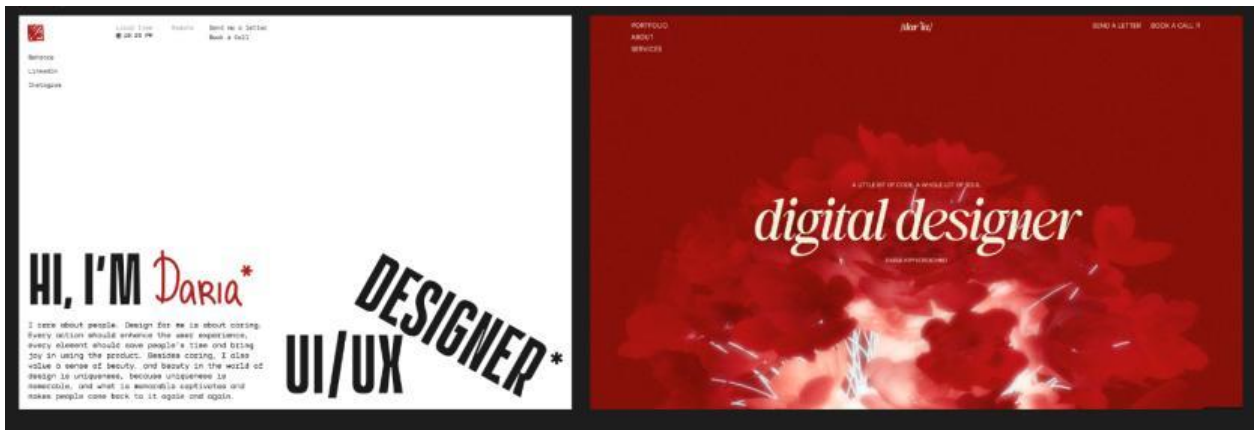 Local time
Remote
Send me a letter
Book a Call
Behance
LinkedIn
Instagram
HI, I'M Daria*
I care about people. Design for me is about caring.
Every action should enhance the user experience,
every element should save people's time and bring
joy in using the product. Besides caring, I also
value a sense of beauty, and beauty in the world of
design is uniqueness, because uniqueness is
memorable, and what is memorable captivates and
makes people come back to it again and again.
UI/UX
DESIGNER*
PORTFOLIO
ABOUT
SERVICES
SEND A LETTER
BOOK A CALL
A LITTLE BIT OF CODE, A WHOLE LOT OF SOUL
digital designer